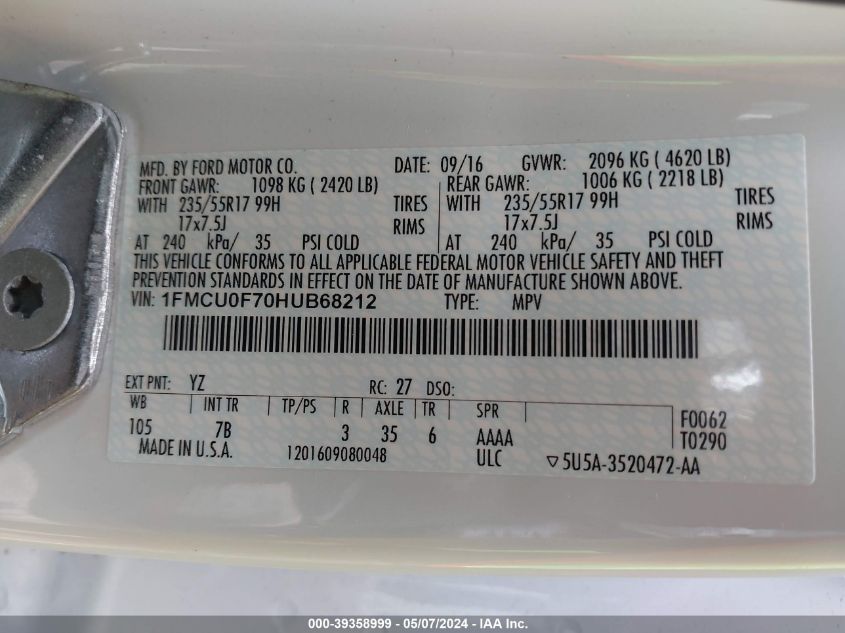 MFD. BY FORD MOTOR CO. DATE: 09/16 GVWR: 2096 KG ( 4620 LB)
FRONT GAWR: 1098 KG ( 2420 LB) REAR GAWR: 1006 KG ( 2218 LB)
WITH 235/55R17 99H TIRES WITH 235/55R17 99H TIRES
17x7.5J RIMS 17x7.5J RIMS
AT 240 kPa/ 35 PSI COLD AT 240 kPa/ 35 PSI COLD
THIS VEHICLE CONFORMS TO ALL APPLICABLE FEDERAL MOTOR VEHICLE SAFETY AND THEFT
PREVENTION STANDARDS IN EFFECT ON THE DATE OF MANUFACTURE SHOWN ABOVE.
VIN: 1FMCU0F70HUB68212 TYPE: MPV
EXT PNT: YZ RC: 27 DSO:
WB INT TR TP/PS R AXLE TR SPR
105 7B 3 35 6 AAAA F0062
MADE IN U.S.A. 1201609080048 ULC T0290
▽5U5A-3520472-AA
000-39358999 - 05/07/2024 - IAA Inc.